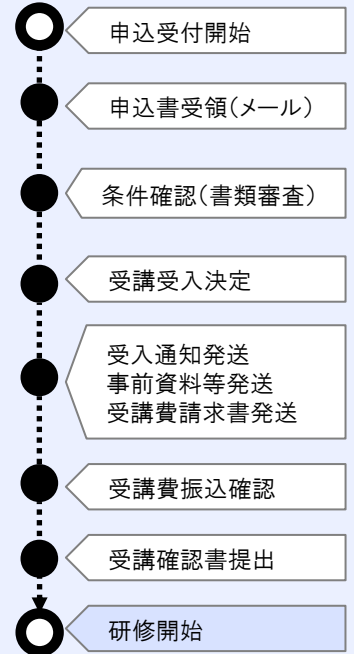 申込受付開始
申込書受領（メール）
条件確認（書類審査）
受講受入決定
受入通知発送
事前資料等発送
受講費請求書発送
受講費振込確認
受講確認書提出
研修開始